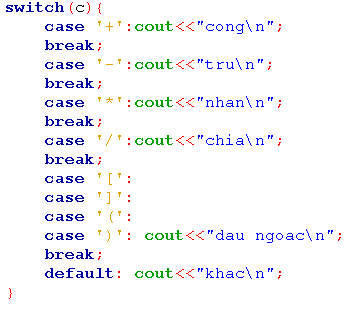 switch(c){
    case '+':cout<<"cong\n";
    break;
    case '-':cout<<"tru\n";
    break;
    case '*':cout<<"nhan\n";
    break;
    case '/':cout<<"chia\n";
    break;
    case '[':
    case ']':
    case '(':
    case ')': cout<<"dau ngoac\n";
    break;
    default: cout<<"khac\n";
}